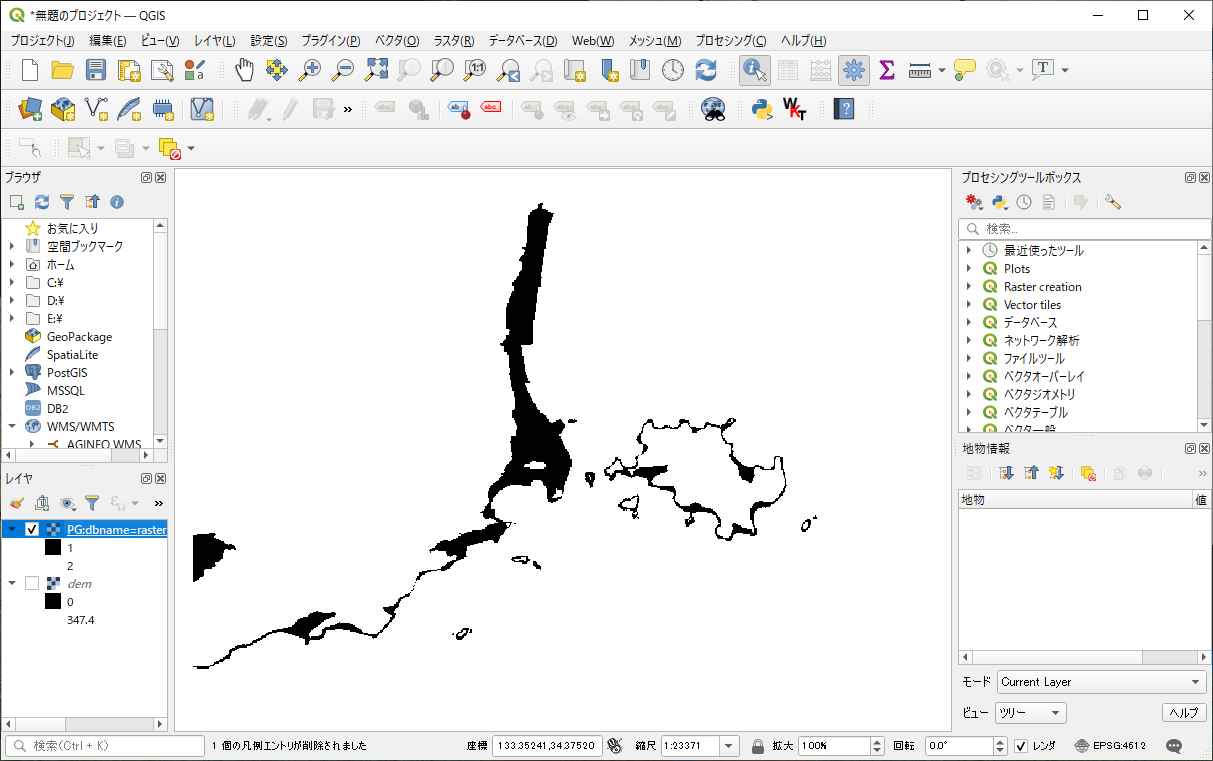 *無題のプロジェクト — QGIS
プロジェクト(J) 編集(E) ビュー(V) レイヤ(L) 設定(S) プラグイン(P) ベクタ(O) ラスタ(R) データベース(D) Web(W) メッシュ(M) プロセシング(C) ヘルプ(H)
ブラウザ
お気に入り
空間ブックマーク
ホーム
C:¥
D:¥
E:¥
GeoPackage
SpatiaLite
PostGIS
MSSQL
DB2
WMS/WMTS
AGINFO WMS
レイヤ
PG:dbname=raster
1
2
dem
0
347.4
プロセシングツールボックス
検索...
最近使ったツール
Plots
Raster creation
Vector tiles
データベース
ネットワーク解析
ファイルツール
ベクタオーバーレイ
ベクタジオメトリ
ベクタテーブル
ベクタ一般
地物情報
地物 値
モード Current Layer
ビュー ツリー ヘルプ
検索(Ctrl + K) 1 個の凡例エントリが削除されました 座標 133.35241,34.37520 縮尺 1:23371 拡大 100% 回転 0.0° レンダ EPSG:4612